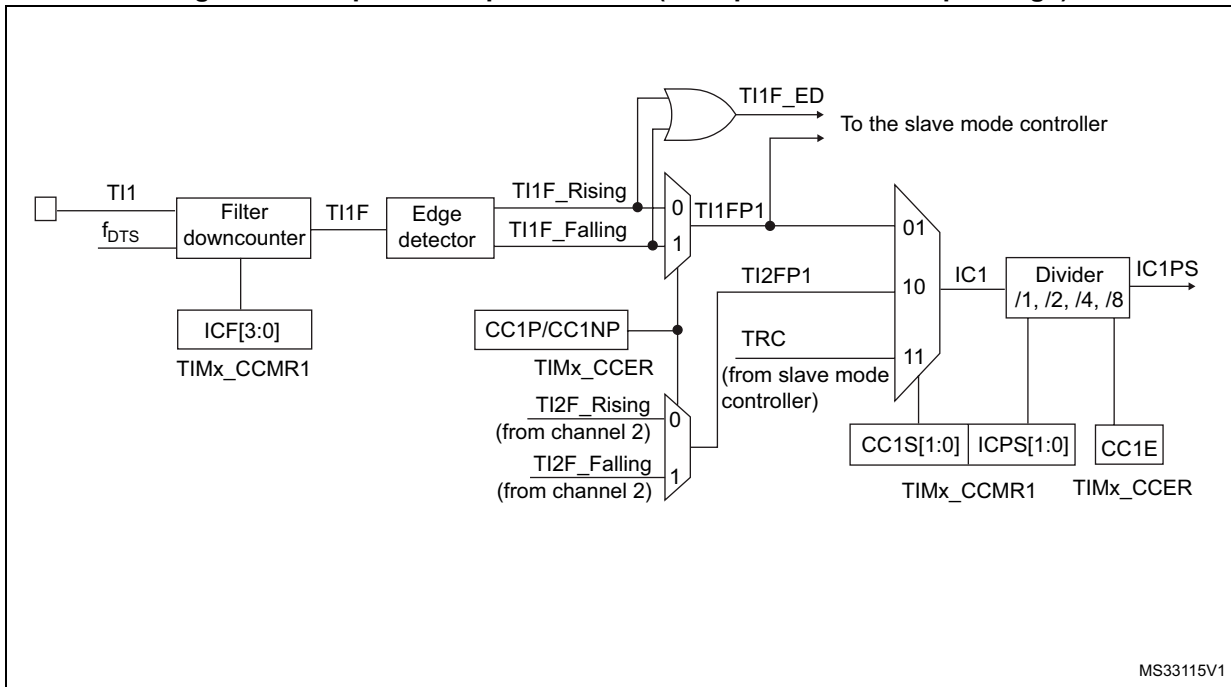 TI1F_ED
To the slave mode controller
TI1
f_DTS
Filter
downcounter
TI1F
Edge
detector
TI1F_Rising
TI1F_Falling
0
1
TI1FP1
01
10
11
TI2FP1
TRC
(from slave mode
controller)
IC1
Divider
/1, /2, /4, /8
IC1PS
ICF[3:0]
TIMx_CCMR1
CC1P/CC1NP
TIMx_CCER
TI2F_Rising
(from channel 2)
TI2F_Falling
(from channel 2)
0
1
CC1S[1:0] ICPS[1:0]
TIMx_CCMR1
CC1E
TIMx_CCER
MS33115V1